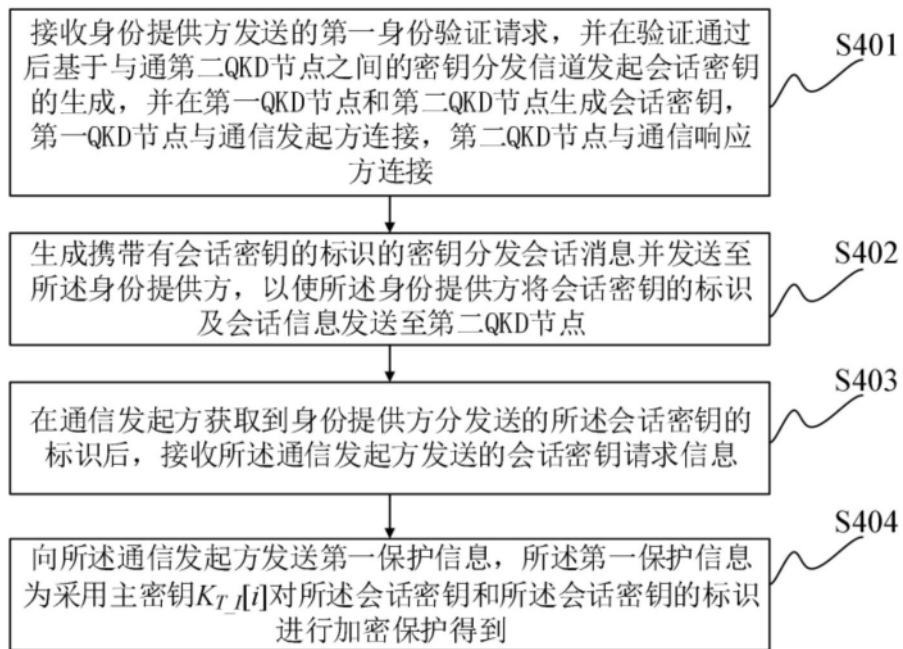 接收身份提供方发送的第一身份验证请求，并在验证通过
后基于与通第二QKD节点之间的密钥分发信道发起会话密钥
的生成，并在第一QKD节点和第二QKD节点生成会话密钥，
第一QKD节点与通信发起方连接，第二QKD节点与通信响应
方连接
S401
生成携带有会话密钥的标识的密钥分发会话消息并发送至
所述身份提供方，以使所述身份提供方将会话密钥的标识
及会话信息发送至第二QKD节点
S402
在通信发起方获取到身份提供方分发送的所述会话密钥的
标识后，接收所述通信发起方发送的会话密钥请求信息
S403
向所述通信发起方发送第一保护信息，所述第一保护信息
为采用主密钥K_{T_I}[i]对所述会话密钥和所述会话密钥的标识
进行加密保护得到
S404